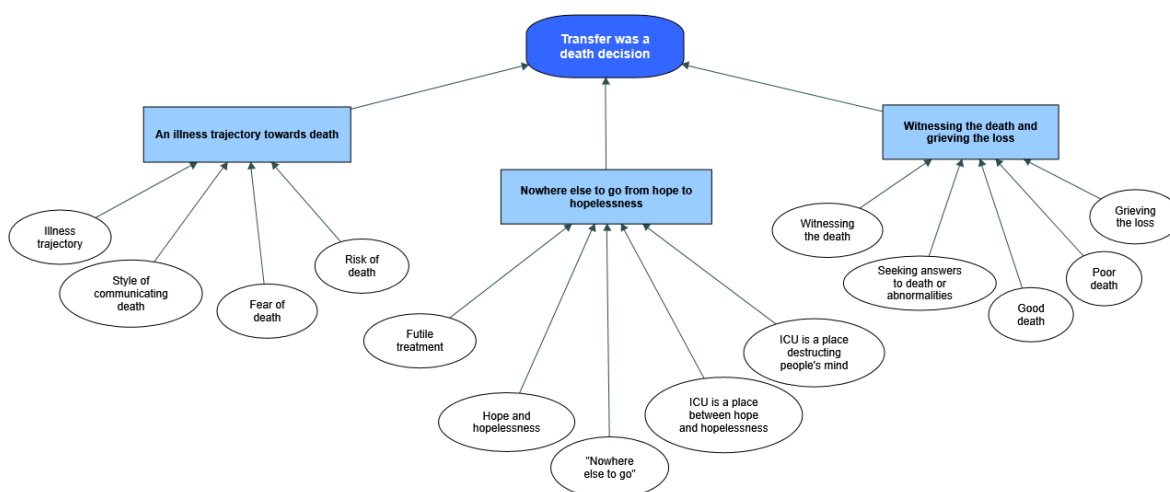 Transfer was a
death decision
An illness trajectory towards death
Witnessing the death and
grieving the loss
Nowhere else to go from hope to
hopelessness
Illness
trajectory
Style of
communicating
death
Fear of
death
Risk of
death
Futile
treatment
Hope and
hopelessness
"Nowhere
else to go"
ICU is a place
between hope
and hopelessness
ICU is a place
destructing
people's mind
Witnessing
the death
Seeking answers
to death or
abnormalities
Good
death
Poor
death
Grieving
the loss